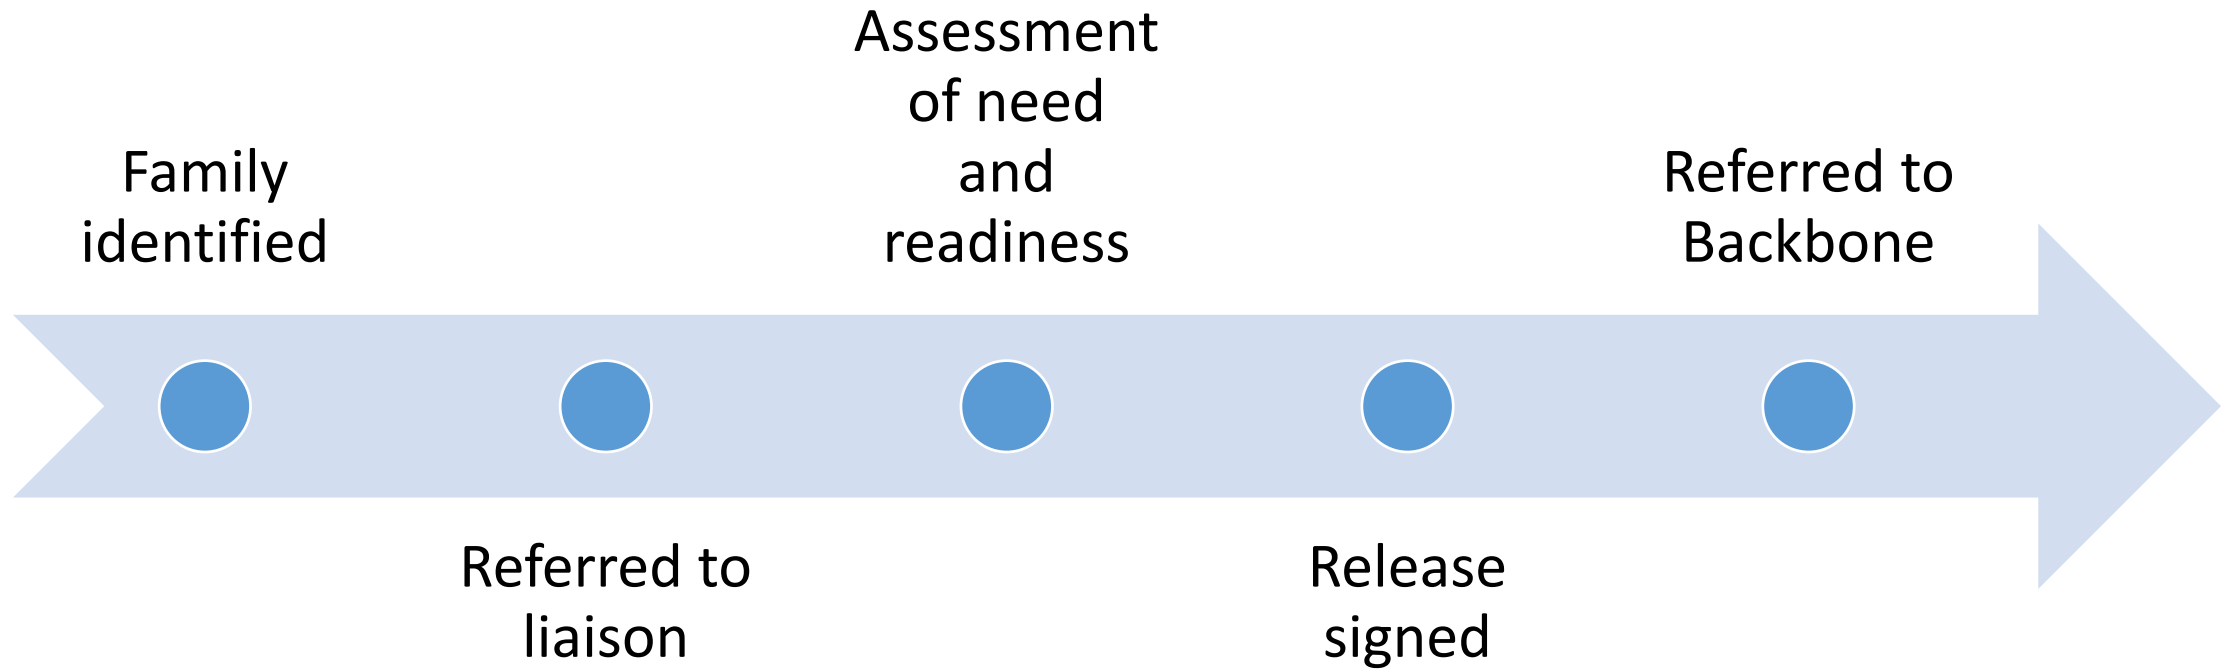 Family
identified
Referred to
liaison
Assessment
of need
and
readiness
Release
signed
Referred to
Backbone